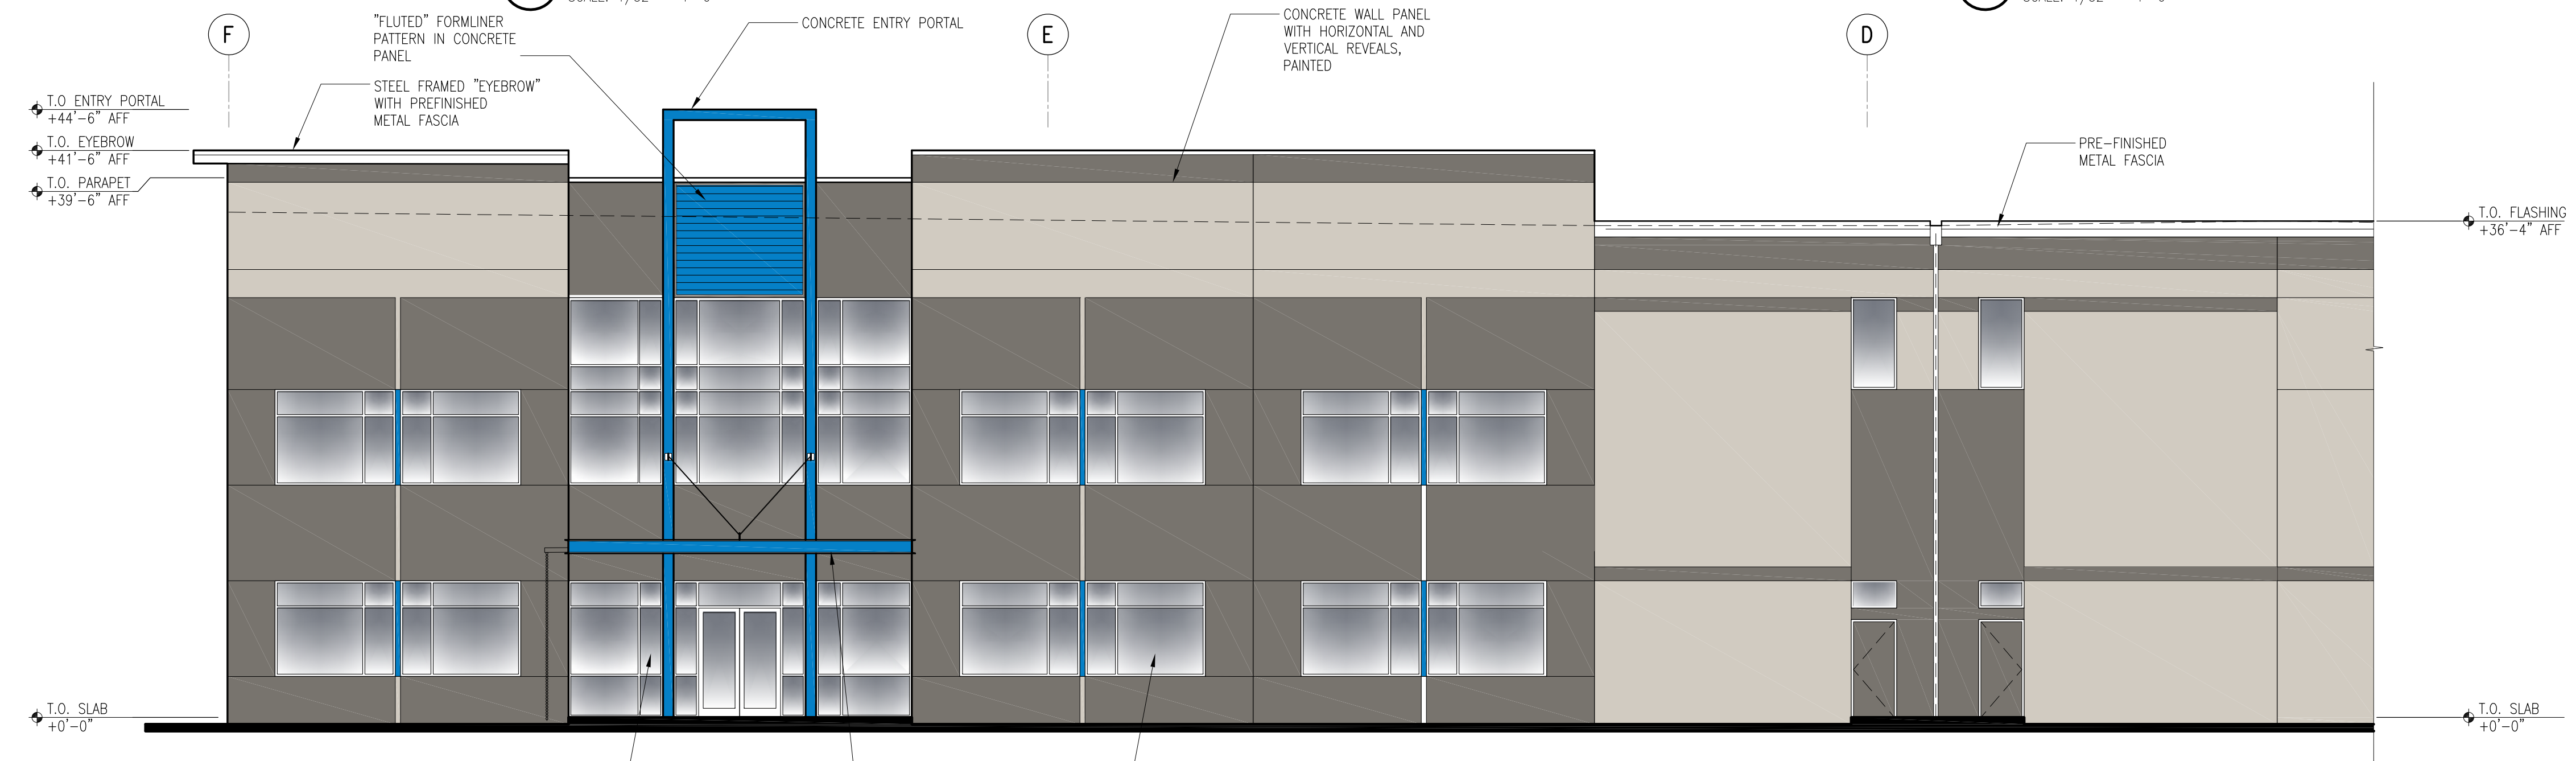 "FLUTED" FORMLINER
PATTERN IN CONCRETE
PANEL
CONCRETE ENTRY PORTAL
CONCRETE WALL PANEL
WITH HORIZONTAL AND
VERTICAL REVEALS,
PAINTED
F
E
D
STEEL FRAMED "EYEBROW"
WITH PREFINISHED
METAL FASCIA
T.O ENTRY PORTAL
+44'-6" AFF
T.O. EYEBROW
+41'-6" AFF
T.O. PARAPET
+39'-6" AFF
PRE-FINISHED
METAL FASCIA
T.O. FLASHING
+36'-4" AFF
T.O. SLAB
+0'-0"
T.O. SLAB
+0'-0"